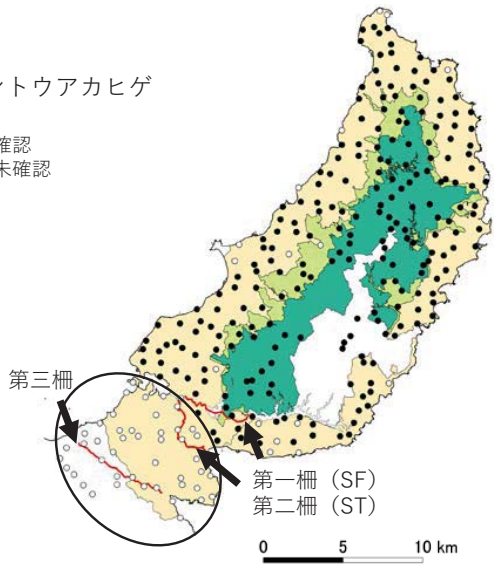 ントウアカヒゲ
確認
未確認
第三柵
第一柵（SF）
第二柵（ST）
0 5 10 km